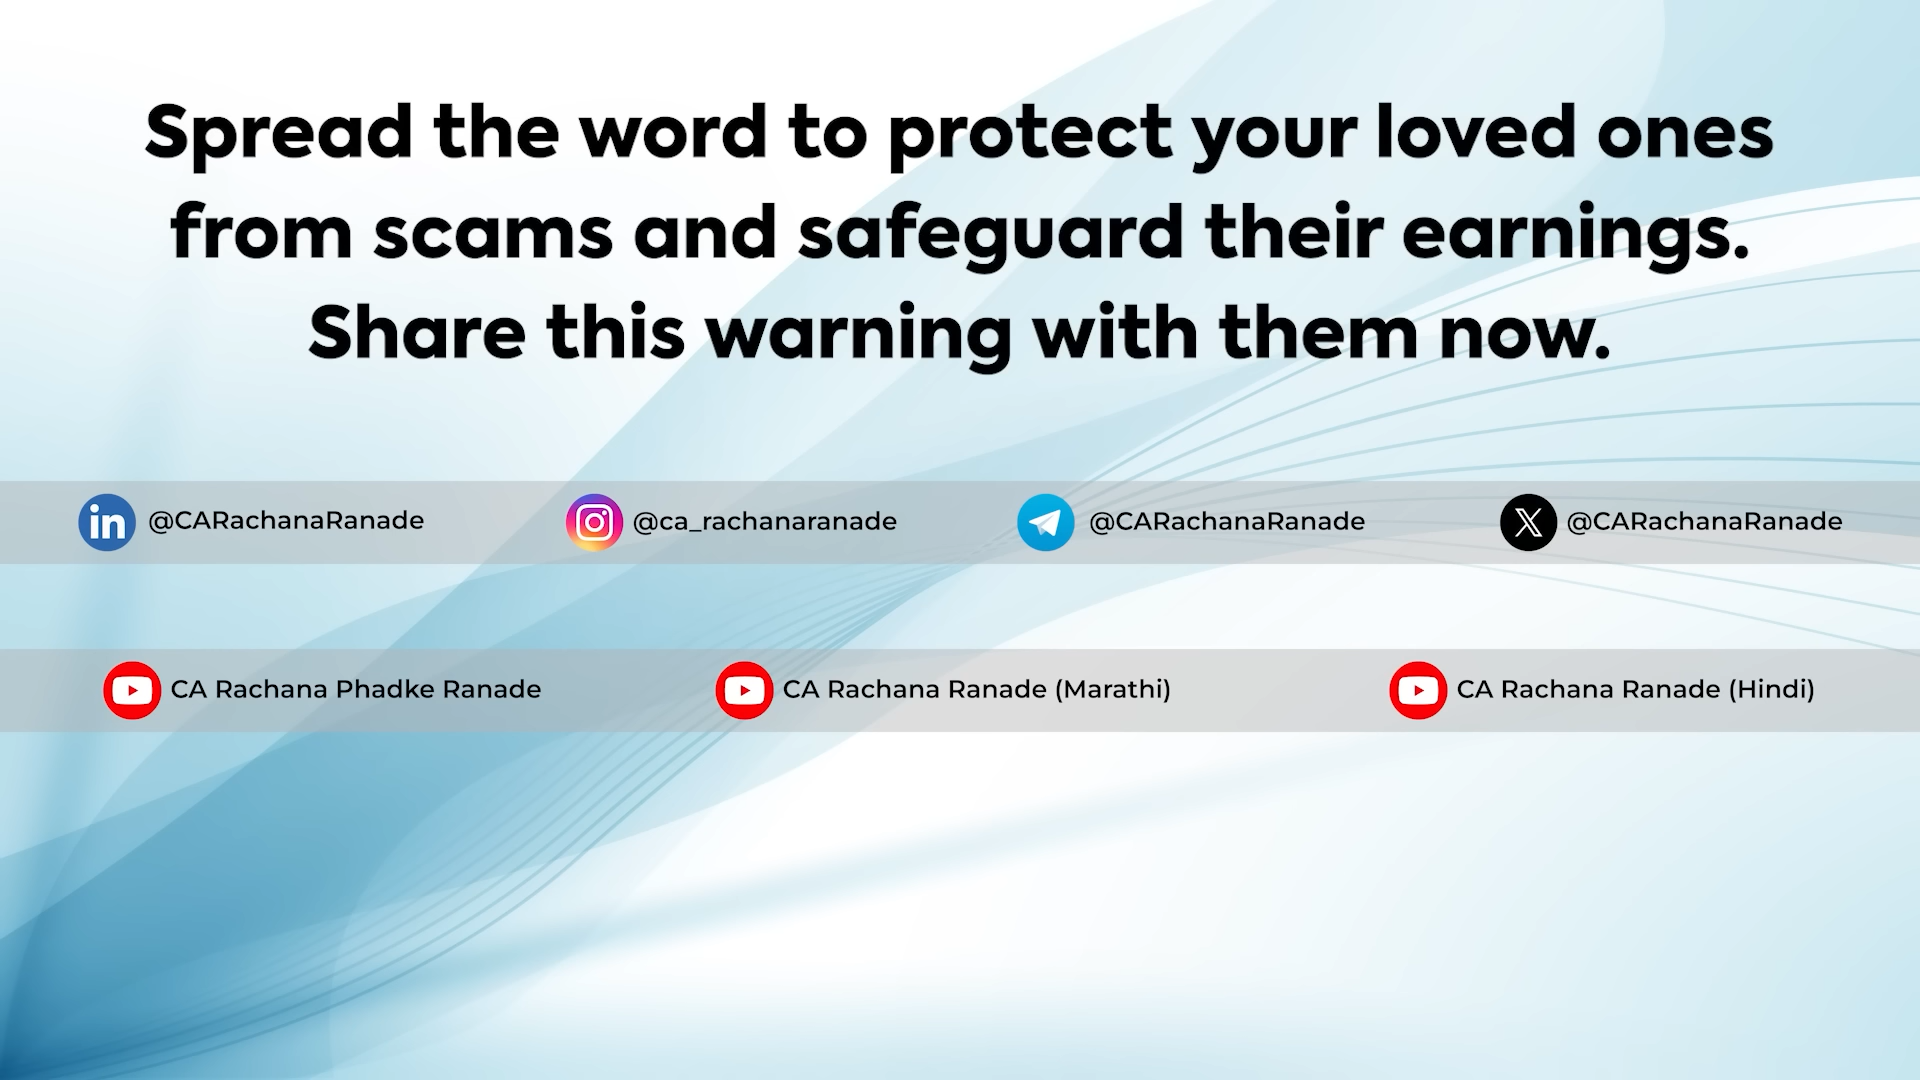 Spread the word to protect your loved ones
from scams and safeguard their earnings.
Share this warning with them now.
in @CARachanaRanade
@ca_rachanaranade
@CARachanaRanade
X @CARachanaRanade
CA Rachana Phadke Ranade
CA Rachana Ranade (Marathi)
CA Rachana Ranade (Hindi)